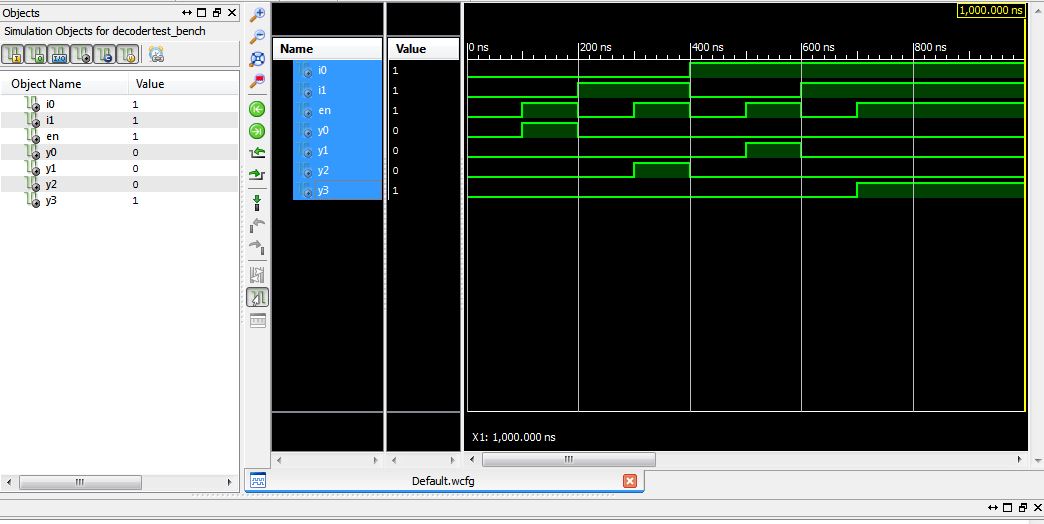 Objects
Simulation Objects for decodertest_bench
Object Name Value
i0 1
i1 1
en 1
y0 0
y1 0
y2 0
y3 1
1,000.000 ns
Name Value
0 ns 200 ns 400 ns 600 ns 800 ns
i0 1
i1 1
en 1
y0 0
y1 0
y2 0
y3 1
X1: 1,000.000 ns
Default.wcfg